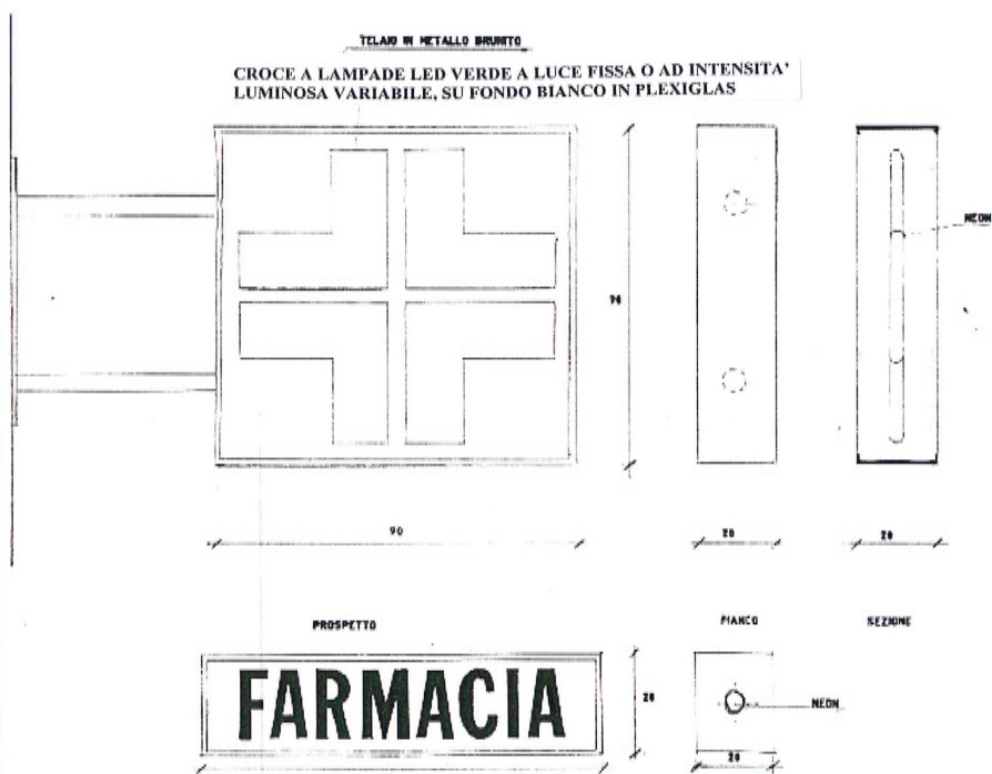 TELAIO IN METALLO BRUNITO
CROCE A LAMPADE LED VERDE A LUCE FISSA O AD INTENSITA'
LUMINOSA VARIABILE, SU FONDO BIANCO IN PLEXIGLAS
NEON
90
20
20
PROSPETTO
FIANCO
SEZIONE
FARMACIA
20
NEON
20